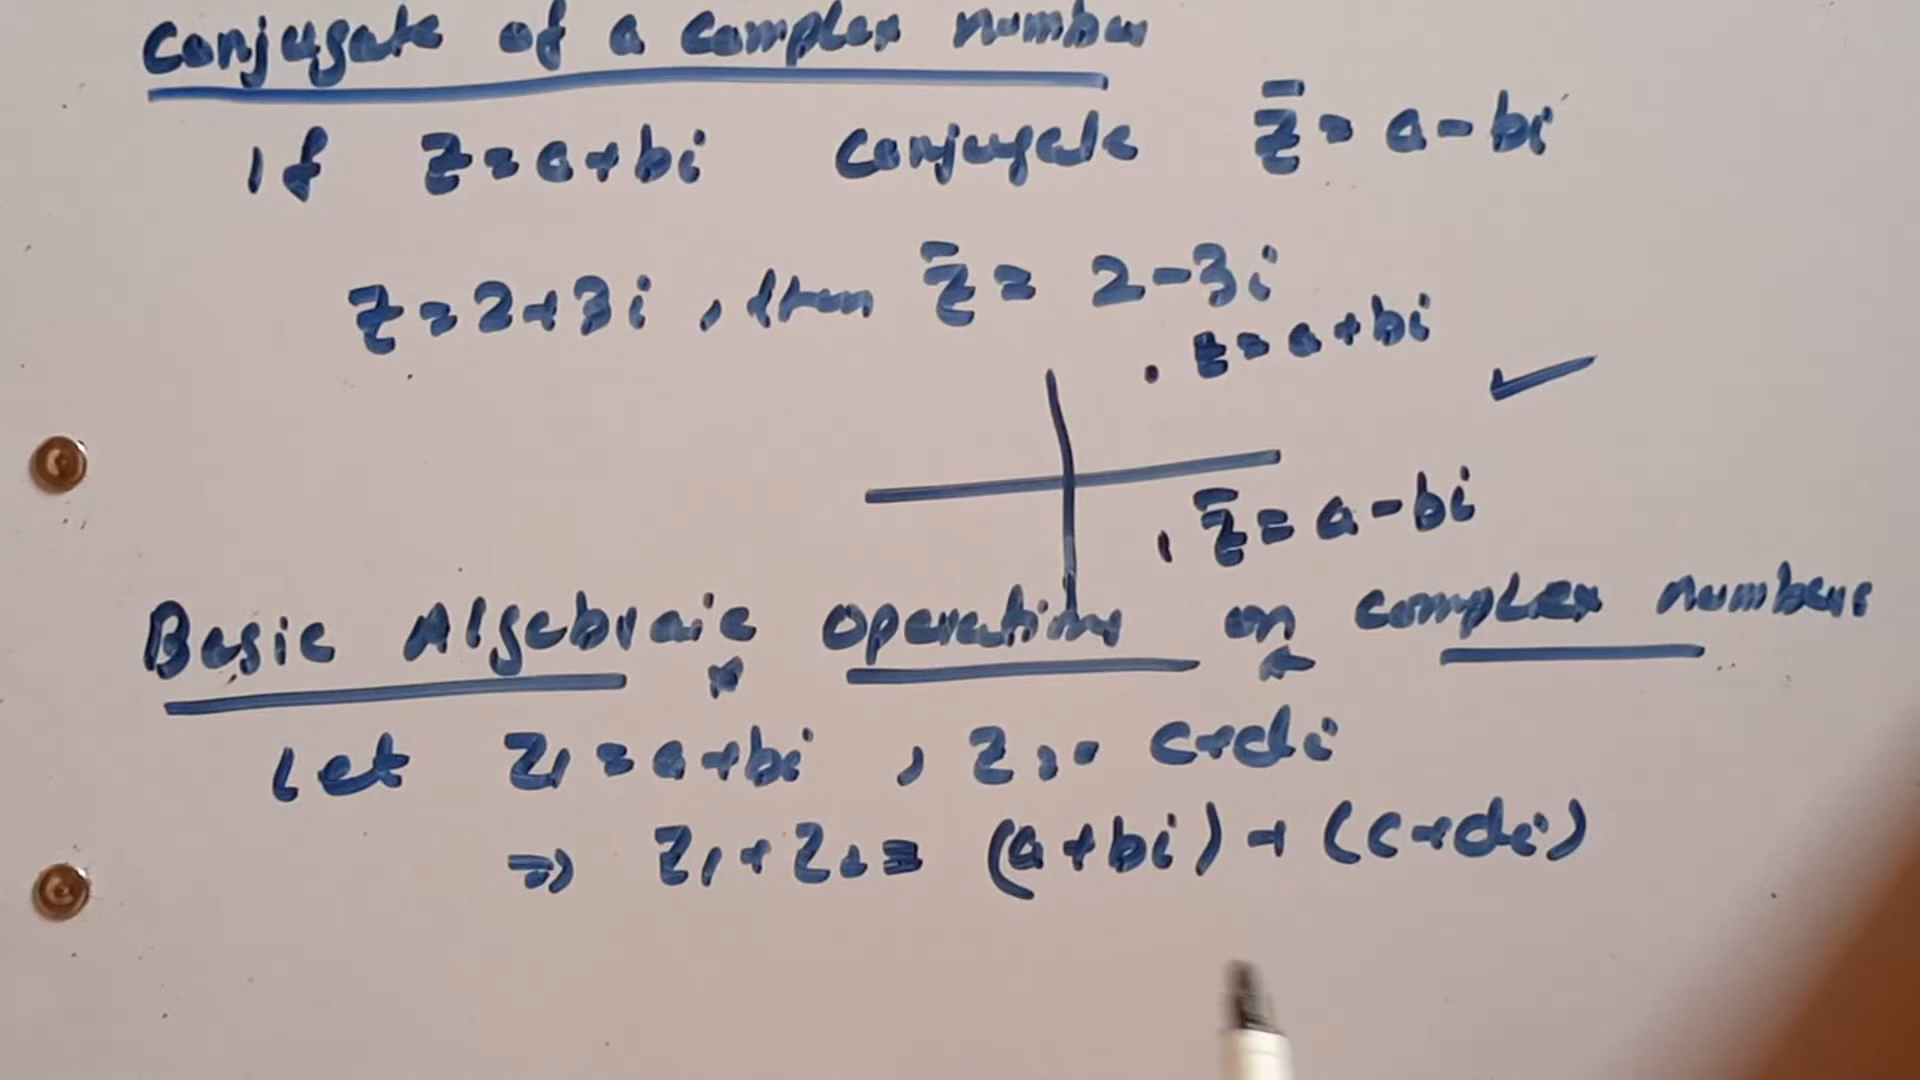 Conjugate of a complex number
If z=a+bi conjugate z̄ = a-bi
z=2+3i, then z̄ = 2-3i
. z=a+bi
. z̄=a-bi
Basic Algebraic operations on complex numbers
Let z₁=a+bi , z₂= c+di
⇒ z₁+z₂= (a+bi)+(c+di)